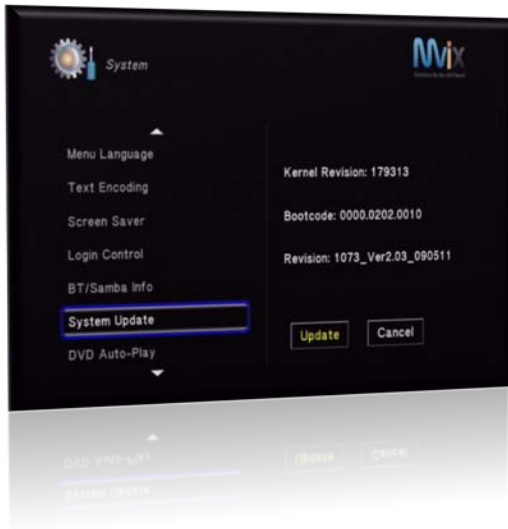 System
Mvix
Menu Language
Text Encoding
Screen Saver
Login Control
BT/Samba Info
System Update
DVD Auto-Play
Kernel Revision: 179313
Bootcode: 0000.0202.0010
Revision: 1073_Ver2.03_090511
Update
Cancel